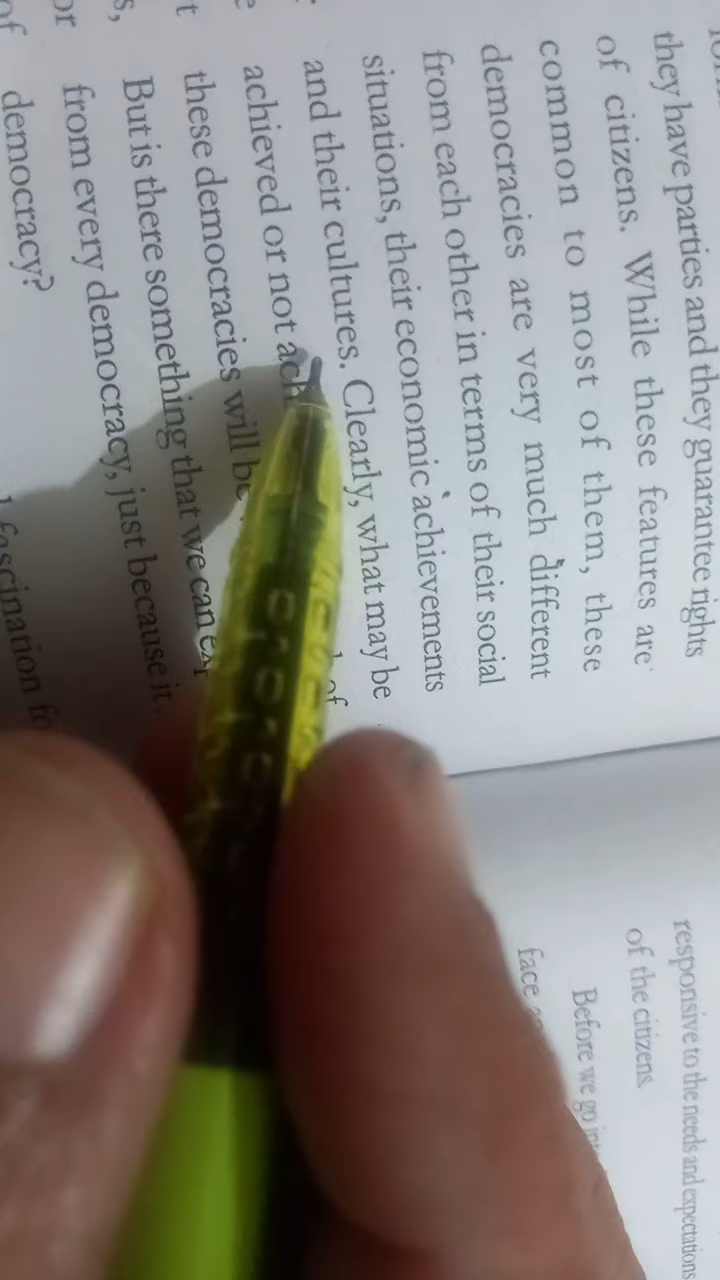 they have parties and they guarantee rights
of citizens. While these features are
common to most of them, these
democracies are very much different
from each other in terms of their social
situations, their economic achievements
and their cultures. Clearly, what may be
achieved or not of
these democracies will
But is there something that we can
from every democracy, just because it
democracy?
fascination
responsive to the needs and expectations
of the citizens.
Before we go
face